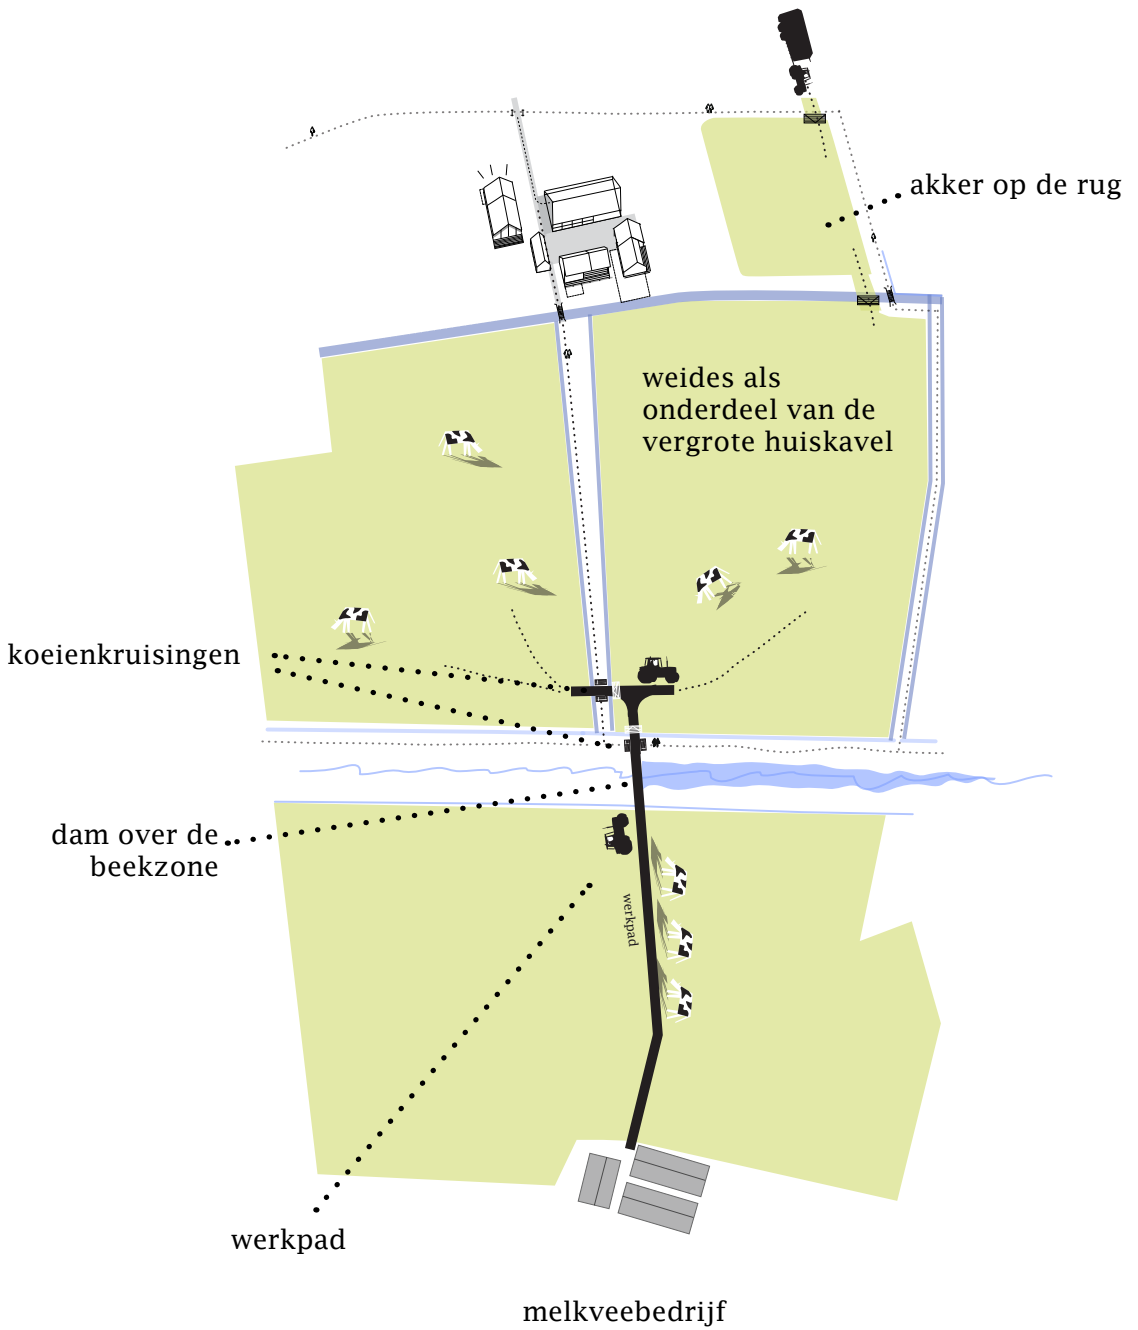 akker op de rug
weides als
onderdeel van de
vergrote huiskavel
koeienkruisingen
dam over de
beekzone
werkpad
werkpad
melkveebedrijf